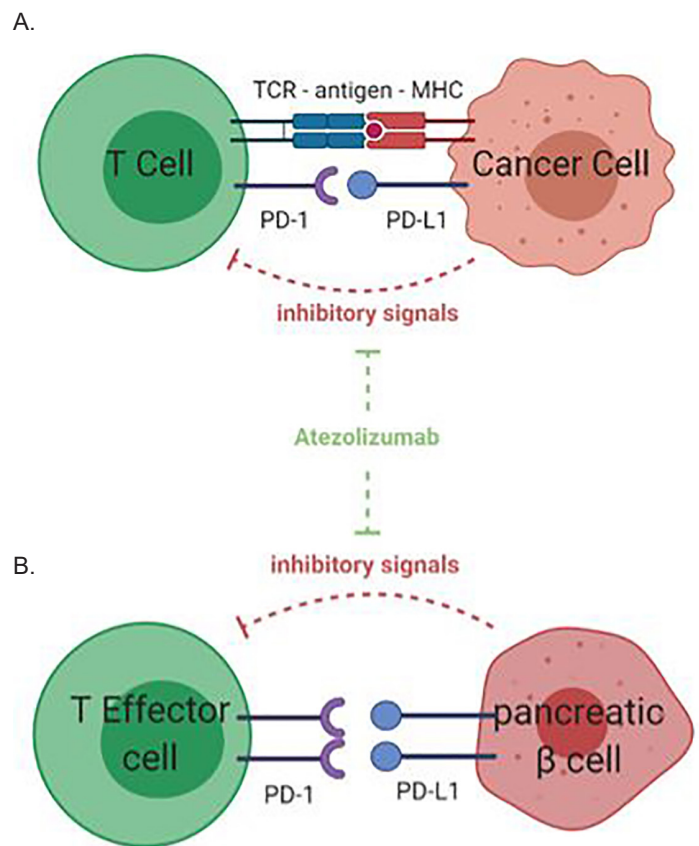 A.
TCR - antigen - MHC
T Cell
Cancer Cell
PD-1
PD-L1
inhibitory signals
Atezolizumab
B.
inhibitory signals
T Effector
cell
pancreatic
β cell
PD-1
PD-L1